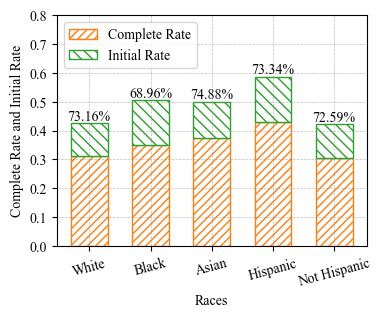 Complete Rate and Initial Rate
0.8
0.7
0.6
0.5
0.4
0.3
0.2
0.1
0.0
Complete Rate
Initial Rate
73.16%
68.96%
74.88%
73.34%
72.59%
White
Black
Asian
Hispanic
Not Hispanic
Races